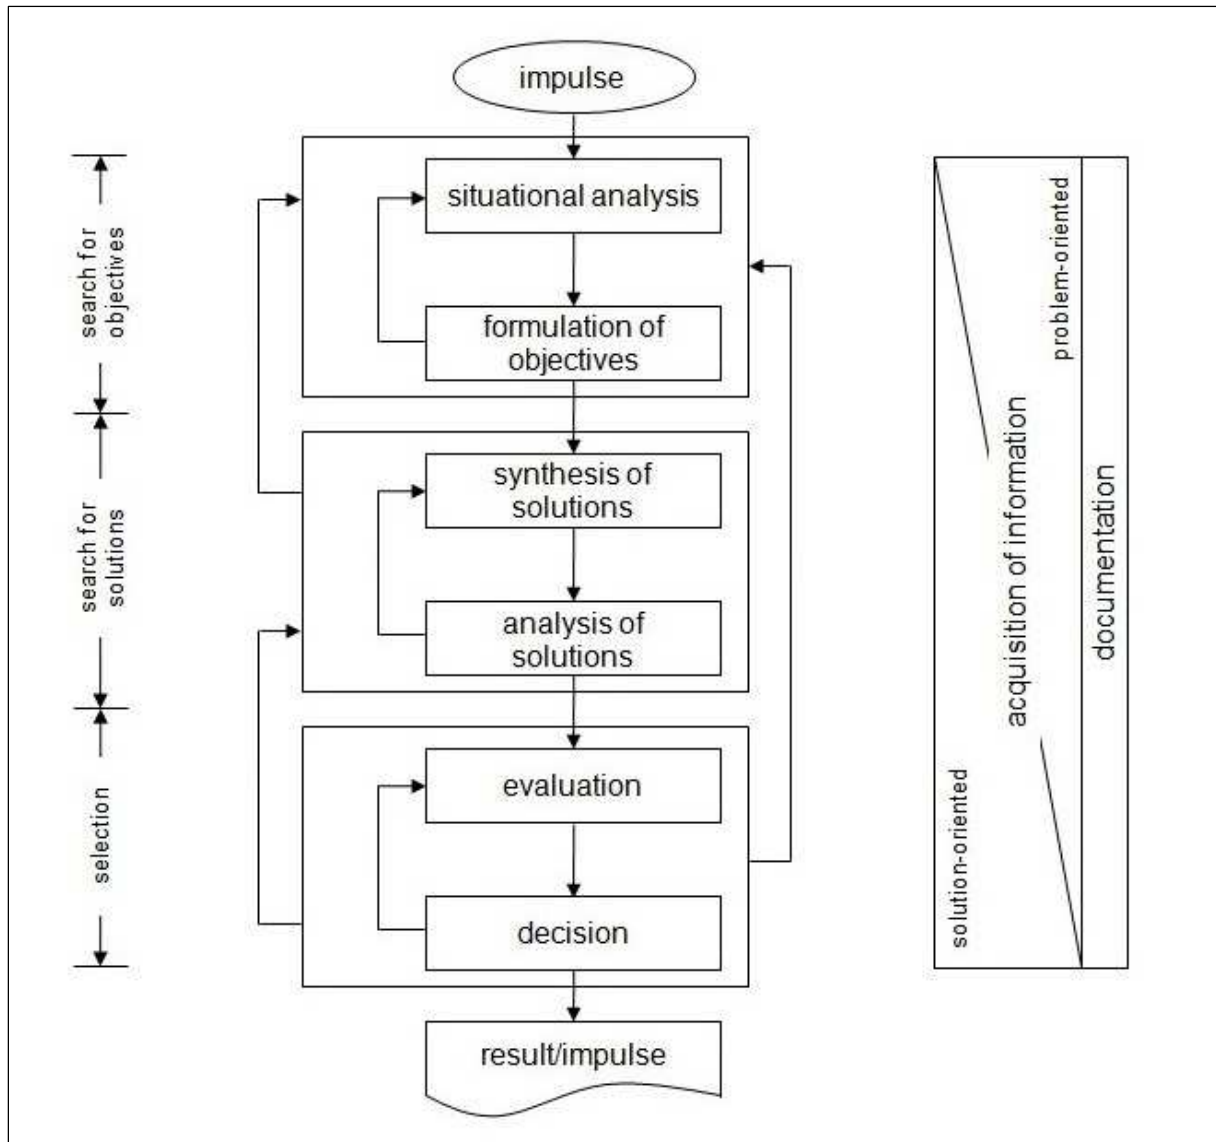 impulse
search for
objectives
situational analysis
formulation of
objectives
search for
solutions
synthesis of
solutions
analysis of
solutions
selection
evaluation
decision
result/impulse
problem-oriented
acquisition of information
solution-oriented
documentation